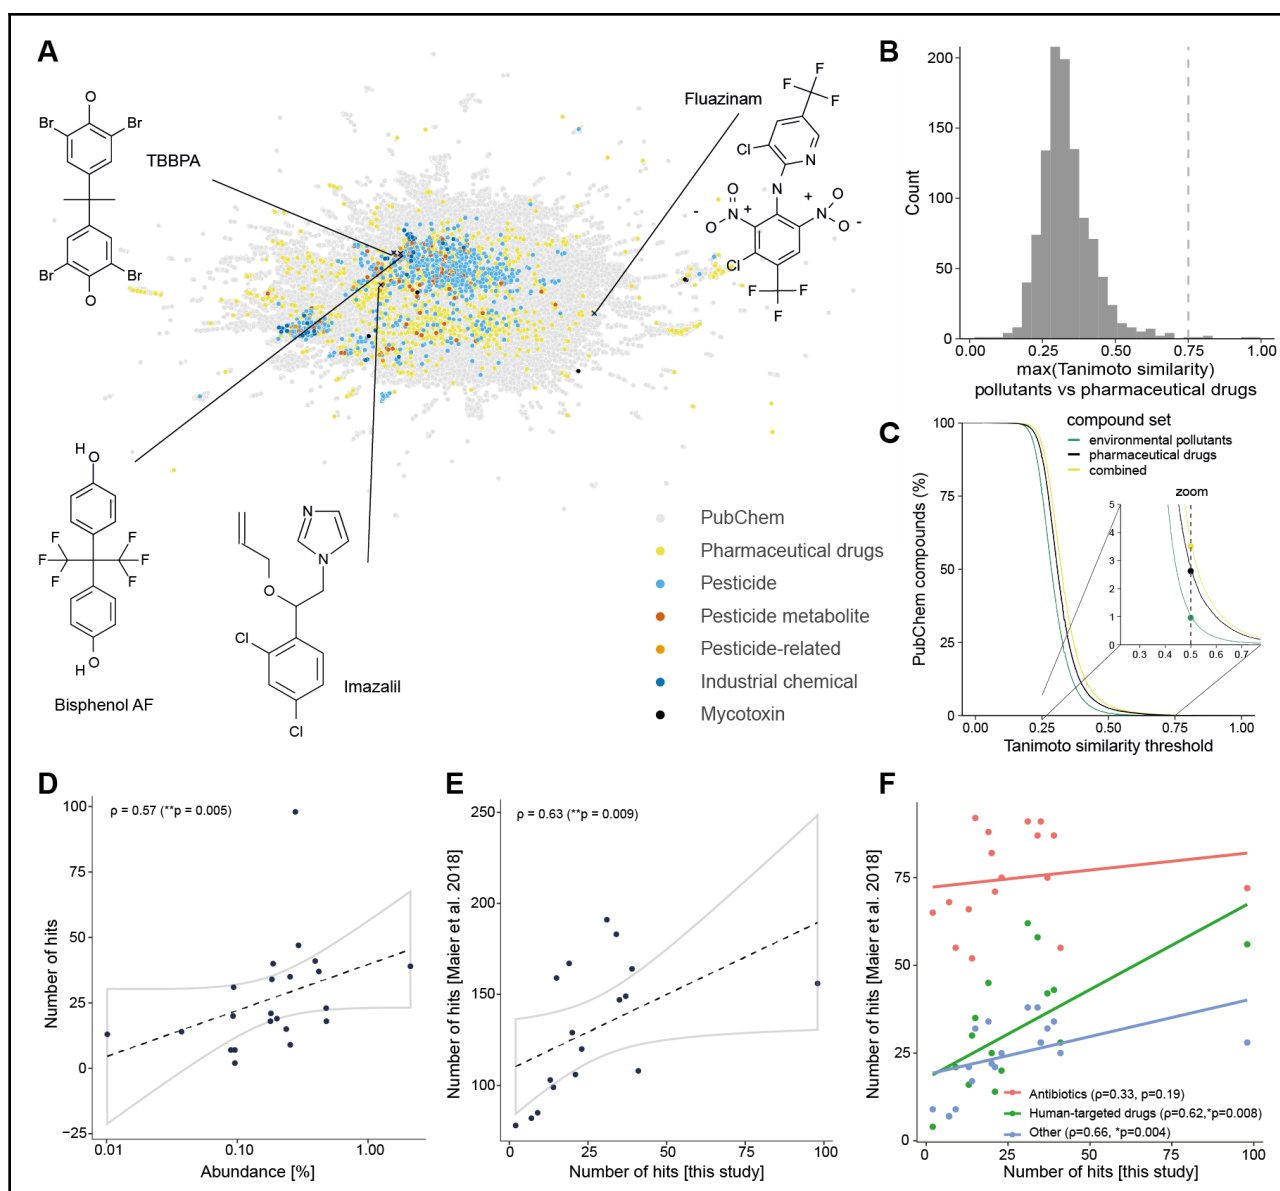 A
TBBPA
O
Br
Br
Br
Br
O
Fluazinam
F
F
F
Cl
N
N
O
O
N
+
-
+
N
O
O
-
Cl
F
F
F
H
O
F
F
F
F
F
F
O
H
Bisphenol AF
N
N
O
Cl
Cl
Imazalil
PubChem
Pharmaceutical drugs
Pesticide
Pesticide metabolite
Pesticide-related
Industrial chemical
Mycotoxin
B
Count
200
150
100
50
0
0.00 0.25 0.50 0.75 1.00
max(Tanimoto similarity)
pollutants vs pharmaceutical drugs
C
compound set
environmental pollutants
pharmaceutical drugs
combined
PubChem compounds (%)
100
75
50
25
0
zoom
5
4
3
2
1
0
0.3 0.4 0.5 0.6 0.7
0.00 0.25 0.50 0.75 1.00
Tanimoto similarity threshold
D
ρ = 0.57 (**p = 0.005)
Number of hits
100
75
50
25
0
−25
0.01 0.10 1.00
Abundance [%]
E
ρ = 0.63 (**p = 0.009)
Number of hits [Maier et al. 2018]
250
200
150
100
0 25 50 75 100
Number of hits [this study]
F
Number of hits [Maier et al. 2018]
75
50
25
0
Antibiotics (ρ=0.33, p=0.19)
Human-targeted drugs (ρ=0.62,*p=0.008)
Other (ρ=0.66, *p=0.004)
0 25 50 75 100
Number of hits [this study]